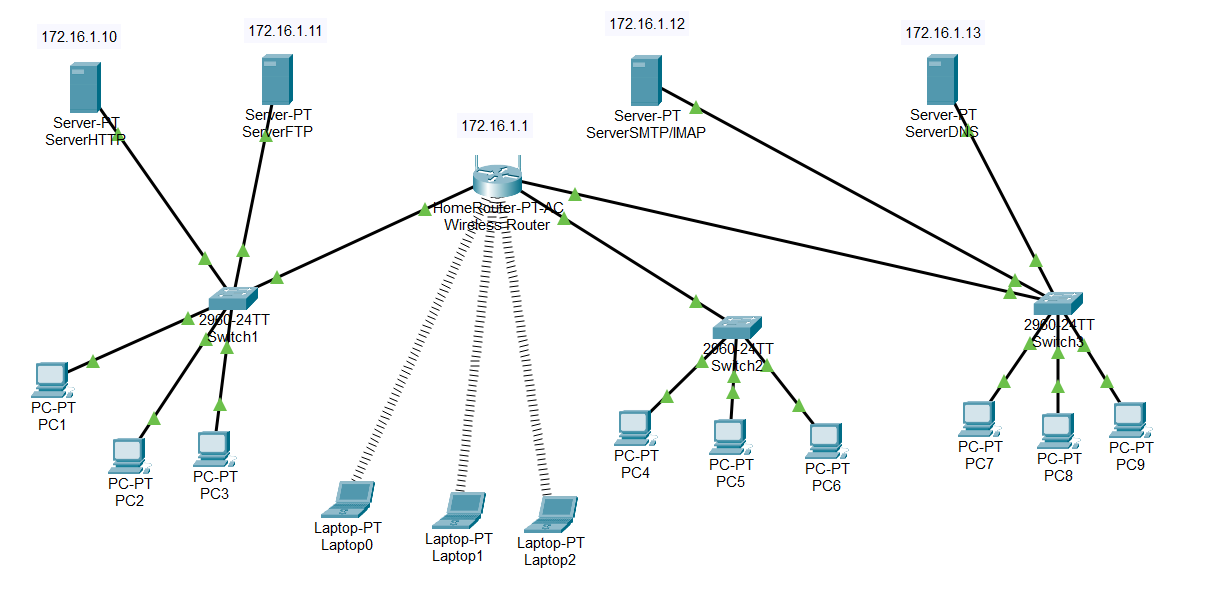 172.16.1.10
172.16.1.11
172.16.1.12
172.16.1.13
Server-PT
ServerHTTP
Server-PT
ServerFTP
Server-PT
ServerSMTP/IMAP
Server-PT
ServerDNS
172.16.1.1
HomeRouter-PT-AC
Wireless Router
2960-24TT
Switch1
2960-24TT
Switch2
2960-24TT
Switch3
PC-PT
PC1
PC-PT
PC2
PC-PT
PC3
Laptop-PT
Laptop0
Laptop-PT
Laptop1
Laptop-PT
Laptop2
PC-PT
PC4
PC-PT
PC5
PC-PT
PC6
PC-PT
PC7
PC-PT
PC8
PC-PT
PC9